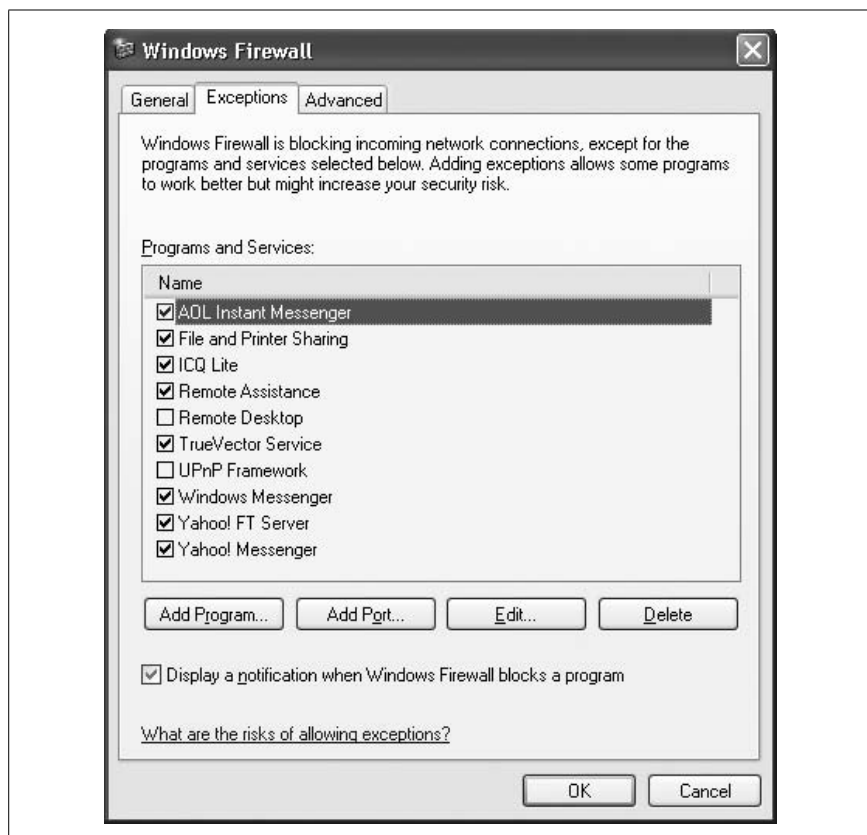 Windows Firewall
General Exceptions Advanced
Windows Firewall is blocking incoming network connections, except for the
programs and services selected below. Adding exceptions allows some programs
to work better but might increase your security risk.
Programs and Services:
Name
AOL Instant Messenger
File and Printer Sharing
ICQ Lite
Remote Assistance
Remote Desktop
TrueVector Service
UPnP Framework
Windows Messenger
Yahoo! FT Server
Yahoo! Messenger
Add Program... Add Port... Edit... Delete
Display a notification when Windows Firewall blocks a program
What are the risks of allowing exceptions?
OK Cancel